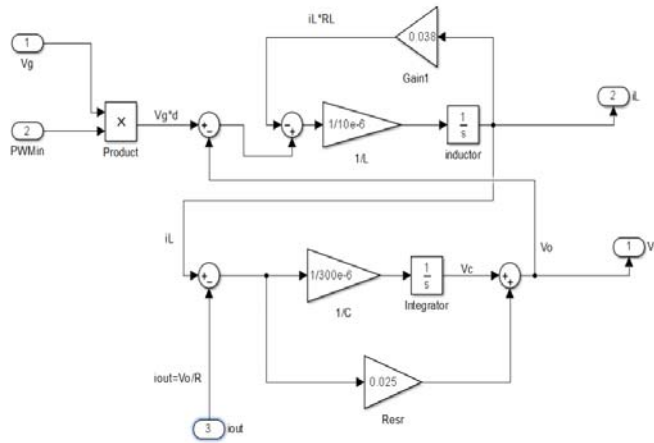 iL*RL
0.038
Gain1
1
Vg
2
iL
2
PWMin
×
Product
Vg*d
+
-
-
+
1/10e-6
1/L
1
s
inductor
iL
+
-
1/300e-6
1/C
1
s
Integrator
Vc
+
+
Vo
1
V
iout=Vo/R
0.025
Resr
3
iout